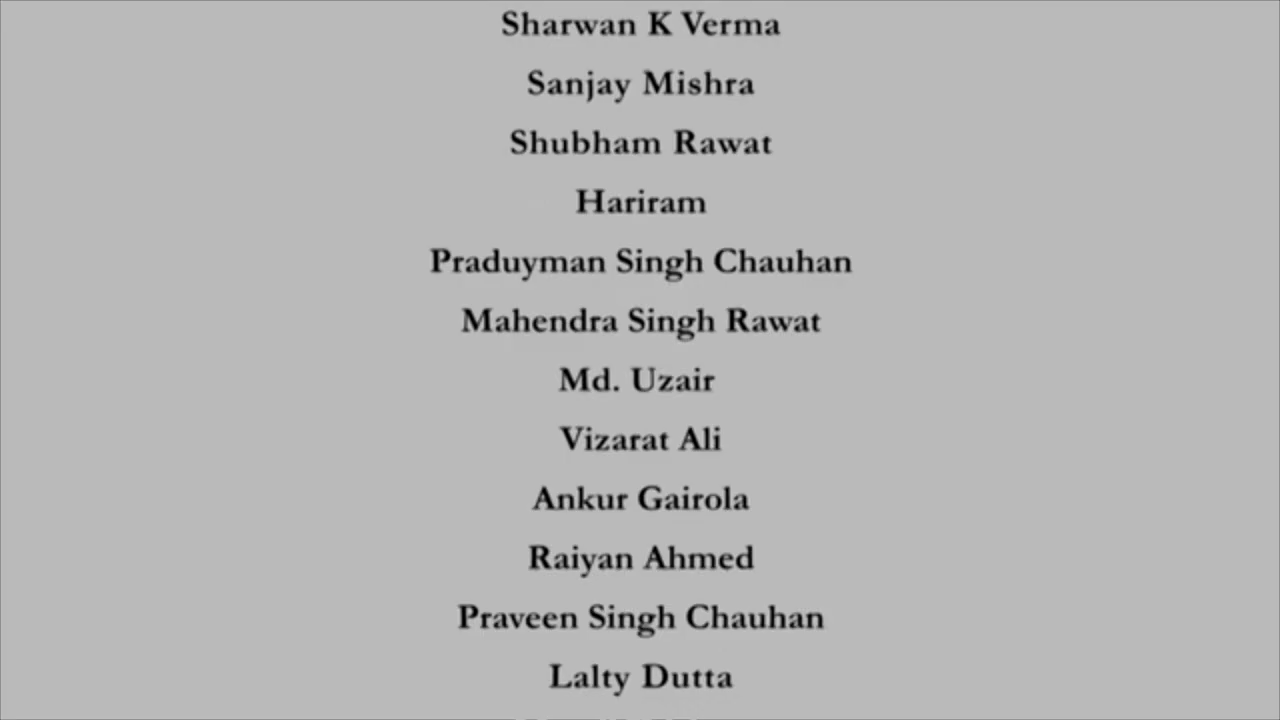 Sharwan K Verma
Sanjay Mishra
Shubham Rawat
Hariram
Praduyman Singh Chauhan
Mahendra Singh Rawat
Md. Uzair
Vizarat Ali
Ankur Gairola
Raiyan Ahmed
Praveen Singh Chauhan
Lalty Dutta